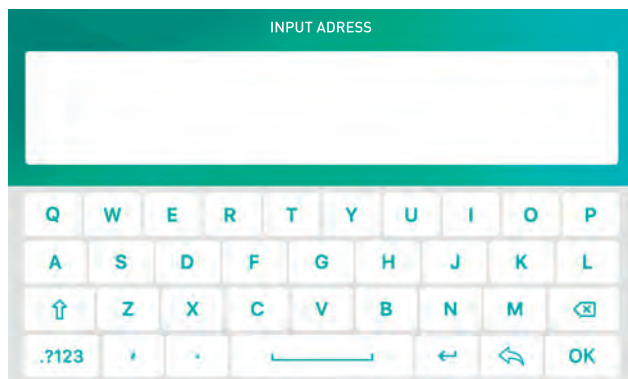 INPUT ADRESS
Q W E R T Y U I O P
A S D F G H J K L
Z X C V B N M
.?123 , . OK